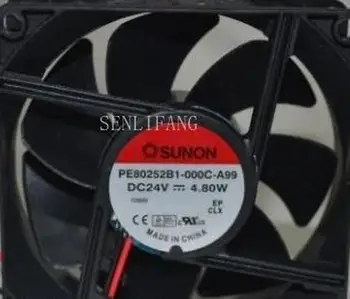 SENLIFANG
SUNON
PE80252B1-000C-A99
DC24V ⎓ 4.80W
EP
CLX
MADE IN CHINA